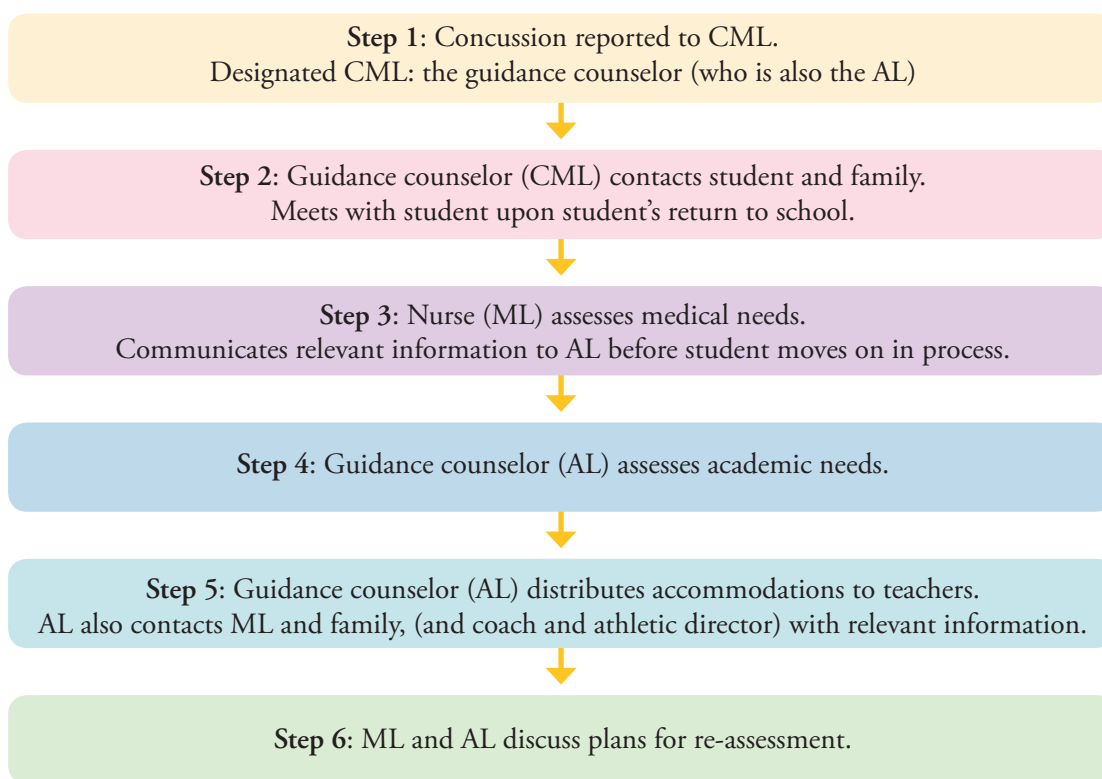 Step 1: Concussion reported to CML.
Designated CML: the guidance counselor (who is also the AL)
Step 2: Guidance counselor (CML) contacts student and family.
Meets with student upon student’s return to school.
Step 3: Nurse (ML) assesses medical needs.
Communicates relevant information to AL before student moves on in process.
Step 4: Guidance counselor (AL) assesses academic needs.
Step 5: Guidance counselor (AL) distributes accommodations to teachers.
AL also contacts ML and family, (and coach and athletic director) with relevant information.
Step 6: ML and AL discuss plans for re-assessment.